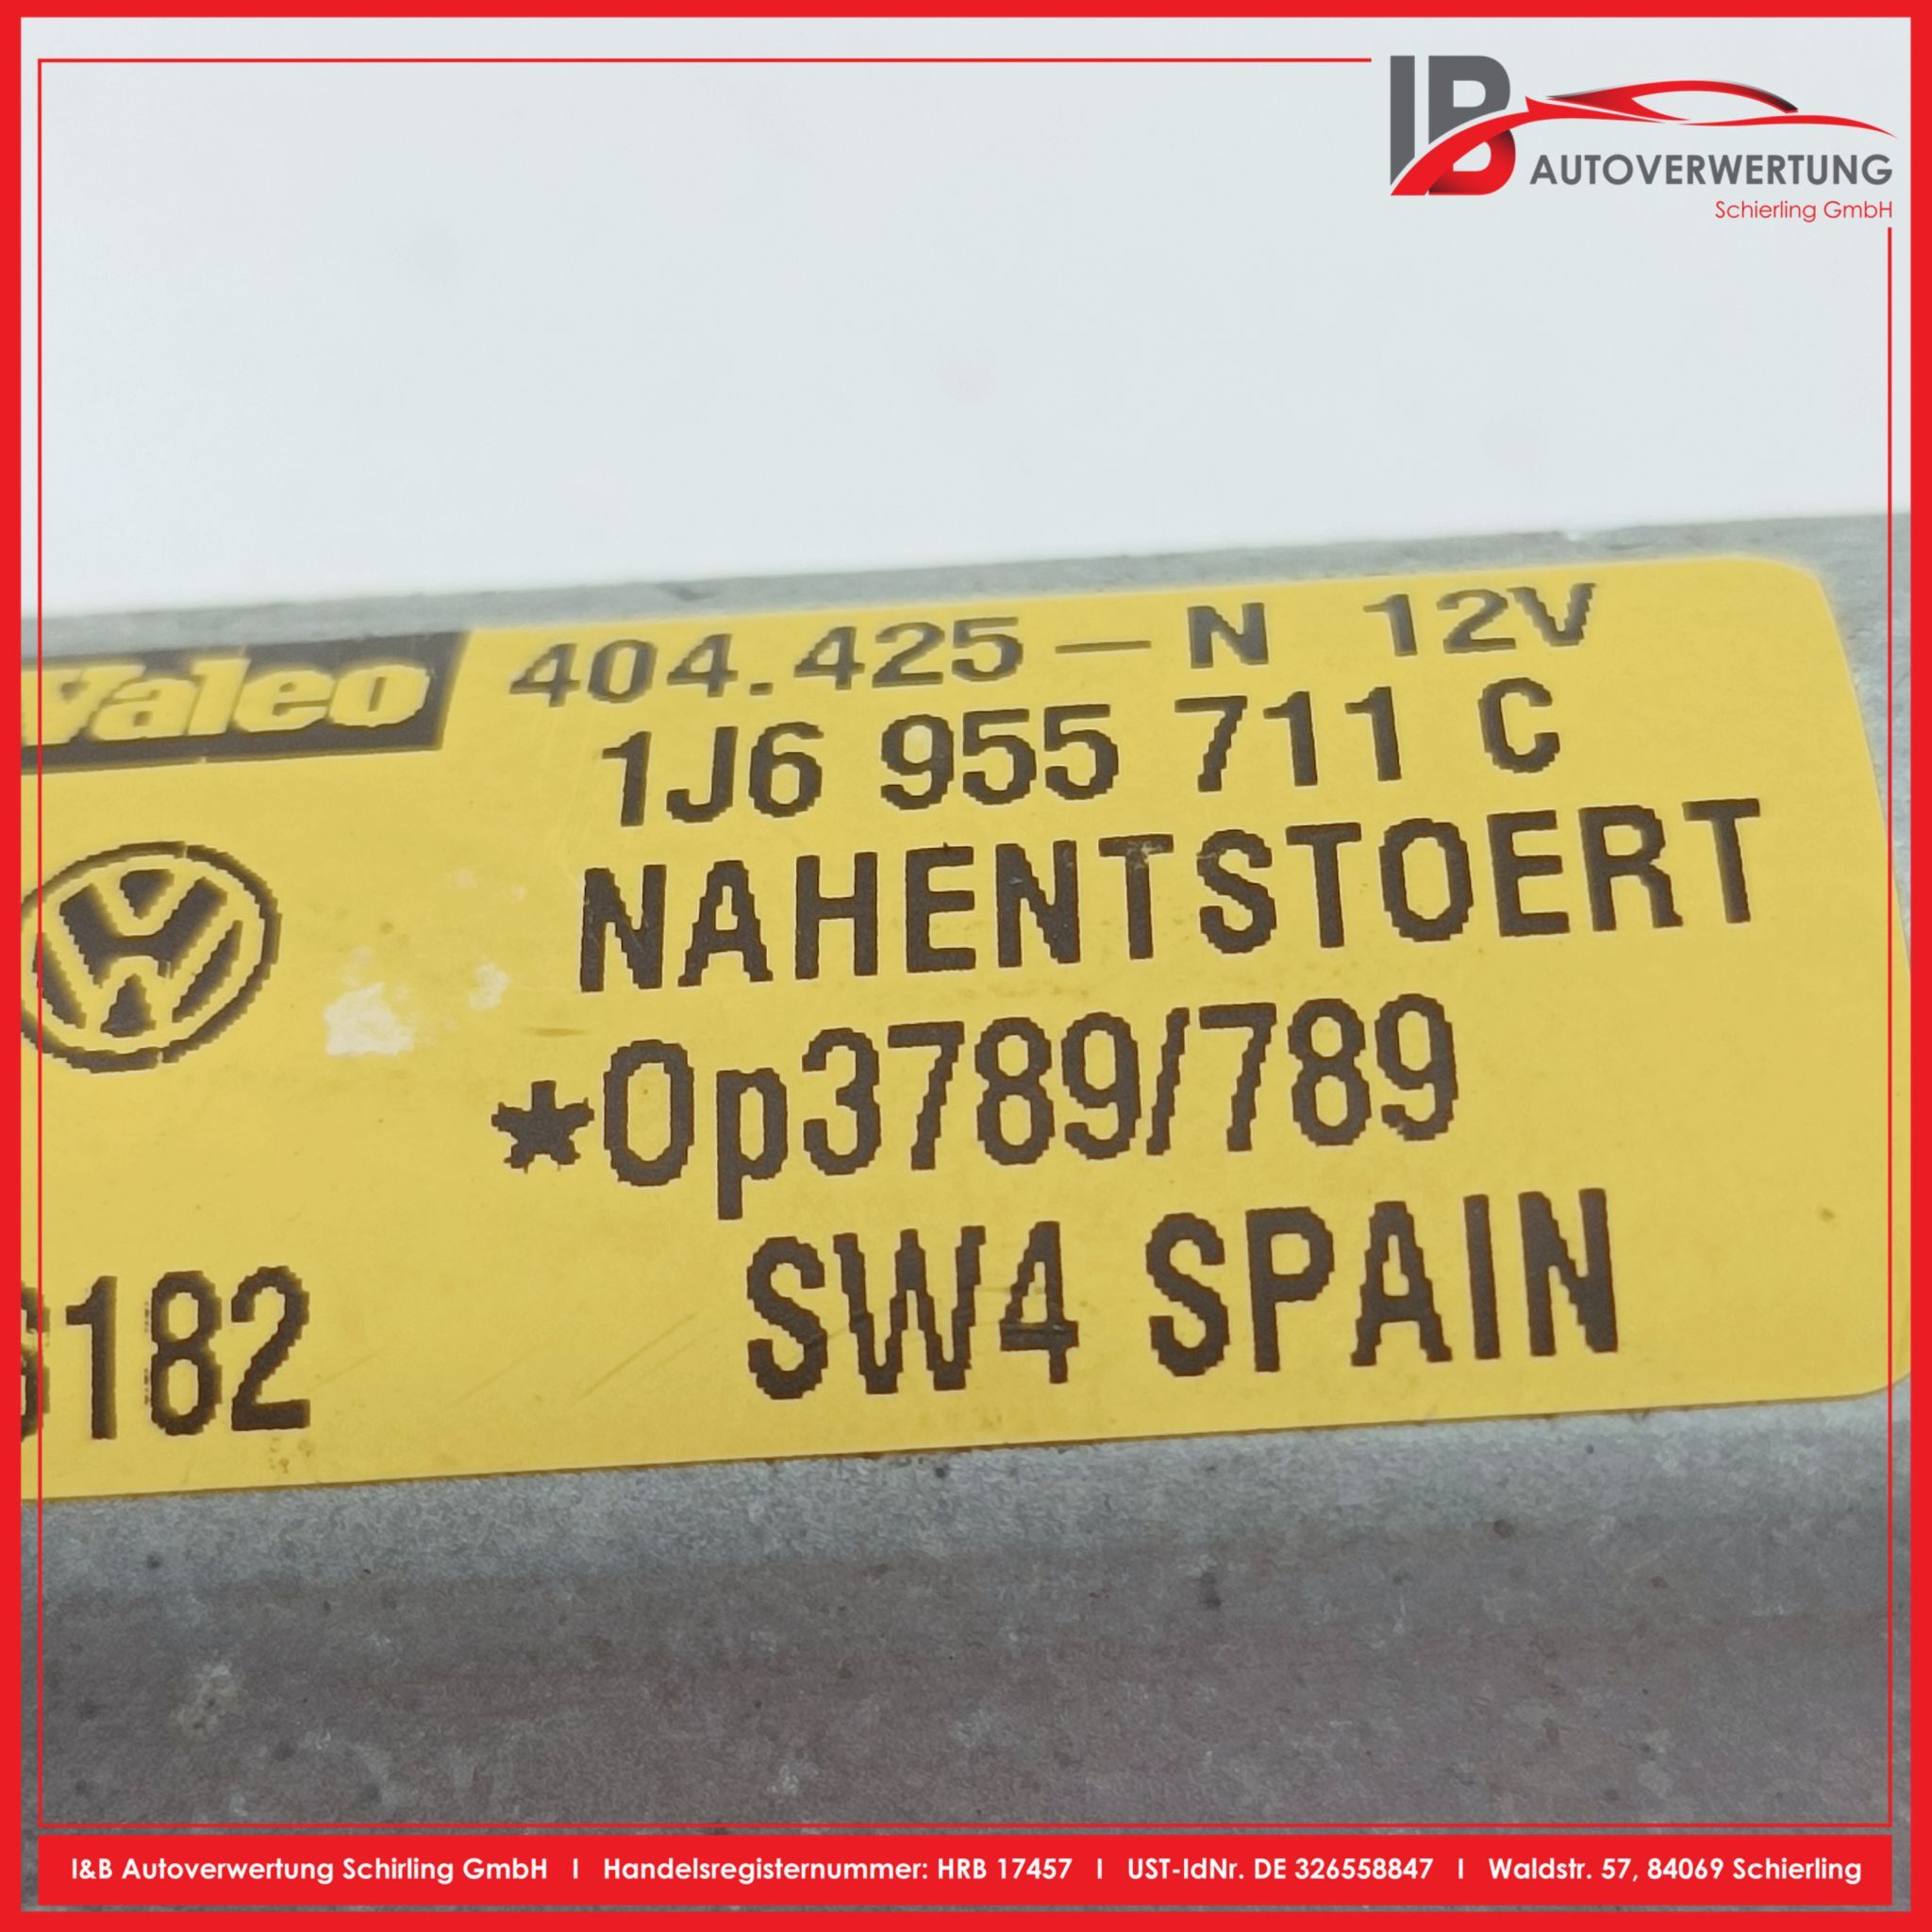 IB
AUTOVERWERTUNG
Schierling GmbH
Valeo
404.425-N 12V
1J6 955 711 C
NAHENTSTOERT
*Op3789/789
182
SW4 SPAIN
I&B Autoverwertung Schirling GmbH I Handelsregisternummer: HRB 17457 I UST-IdNr. DE 326558847 I Waldstr. 57, 84069 Schierling